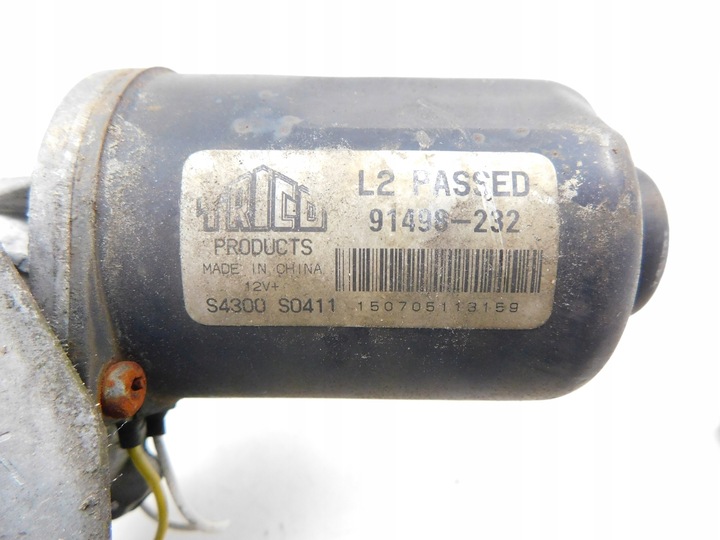 TRICO
PRODUCTS
MADE IN CHINA
12V+
S4300 S0411
L2 PASSED
91498-232
150705113159